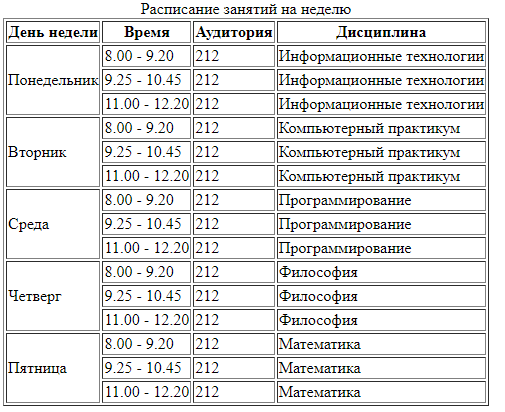 Расписание занятий на неделю
День недели Время Аудитория Дисциплина
Понедельник 8.00 - 9.20 212 Информационные технологии
9.25 - 10.45 212 Информационные технологии
11.00 - 12.20 212 Информационные технологии
Вторник 8.00 - 9.20 212 Компьютерный практикум
9.25 - 10.45 212 Компьютерный практикум
11.00 - 12.20 212 Компьютерный практикум
Среда 8.00 - 9.20 212 Программирование
9.25 - 10.45 212 Программирование
11.00 - 12.20 212 Программирование
Четверг 8.00 - 9.20 212 Философия
9.25 - 10.45 212 Философия
11.00 - 12.20 212 Философия
Пятница 8.00 - 9.20 212 Математика
9.25 - 10.45 212 Математика
11.00 - 12.20 212 Математика